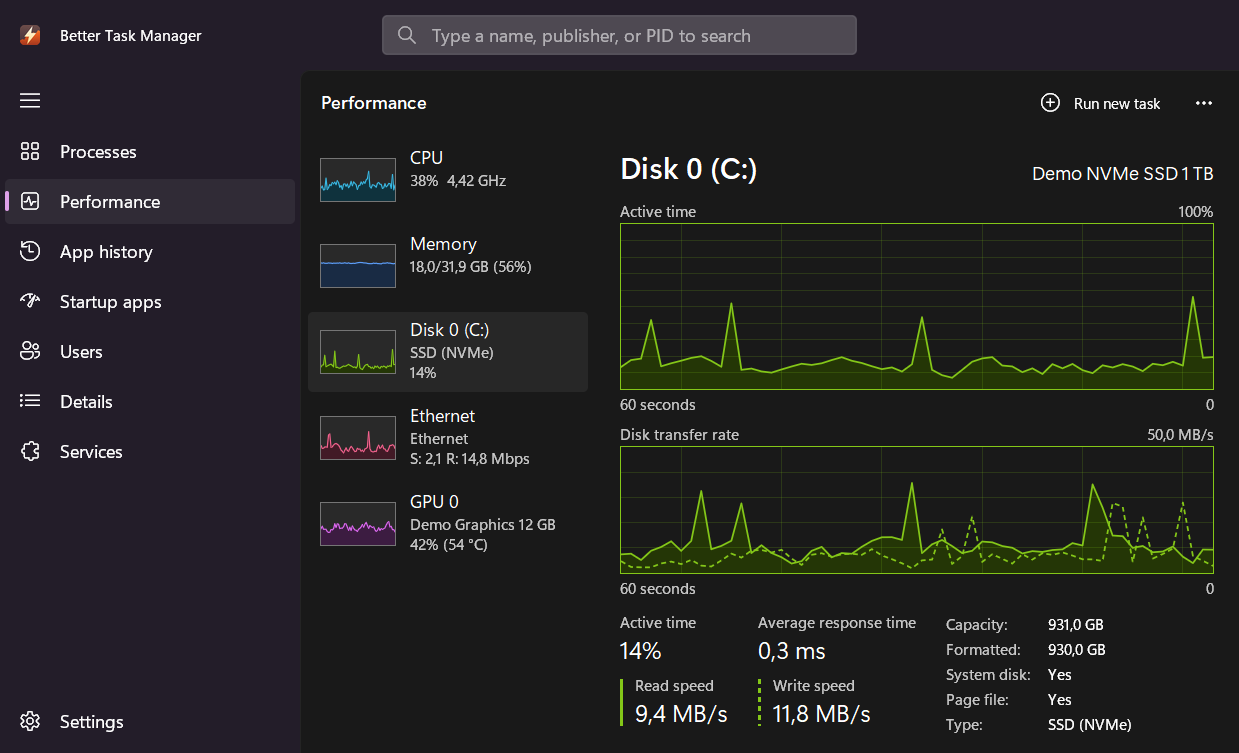 Better Task Manager
Type a name, publisher, or PID to search
Processes
Performance
App history
Startup apps
Users
Details
Services
Settings
Performance
Run new task
CPU
38% 4,42 GHz
Memory
18,0/31,9 GB (56%)
Disk 0 (C:)
SSD (NVMe)
14%
Ethernet
Ethernet
S: 2,1 R: 14,8 Mbps
GPU 0
Demo Graphics 12 GB
42% (54 °C)
Disk 0 (C:)
Demo NVMe SSD 1 TB
Active time 100%
60 seconds 0
Disk transfer rate 50,0 MB/s
60 seconds 0
Active time
14%
Average response time
0,3 ms
Read speed
9,4 MB/s
Write speed
11,8 MB/s
Capacity: 931,0 GB
Formatted: 930,0 GB
System disk: Yes
Page file: Yes
Type: SSD (NVMe)